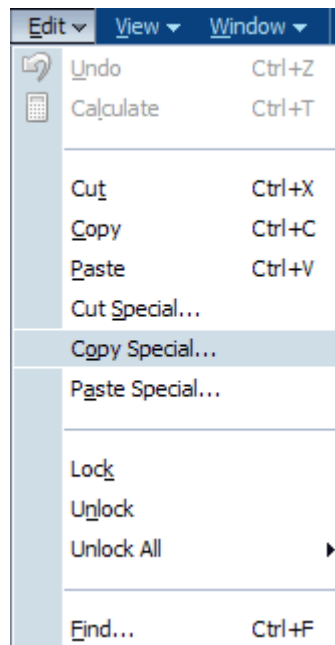 Edit View Window
Undo Ctrl+Z
Calculate Ctrl+T
Cut Ctrl+X
Copy Ctrl+C
Paste Ctrl+V
Cut Special...
Copy Special...
Paste Special...
Lock
Unlock
Unlock All
Find... Ctrl+F